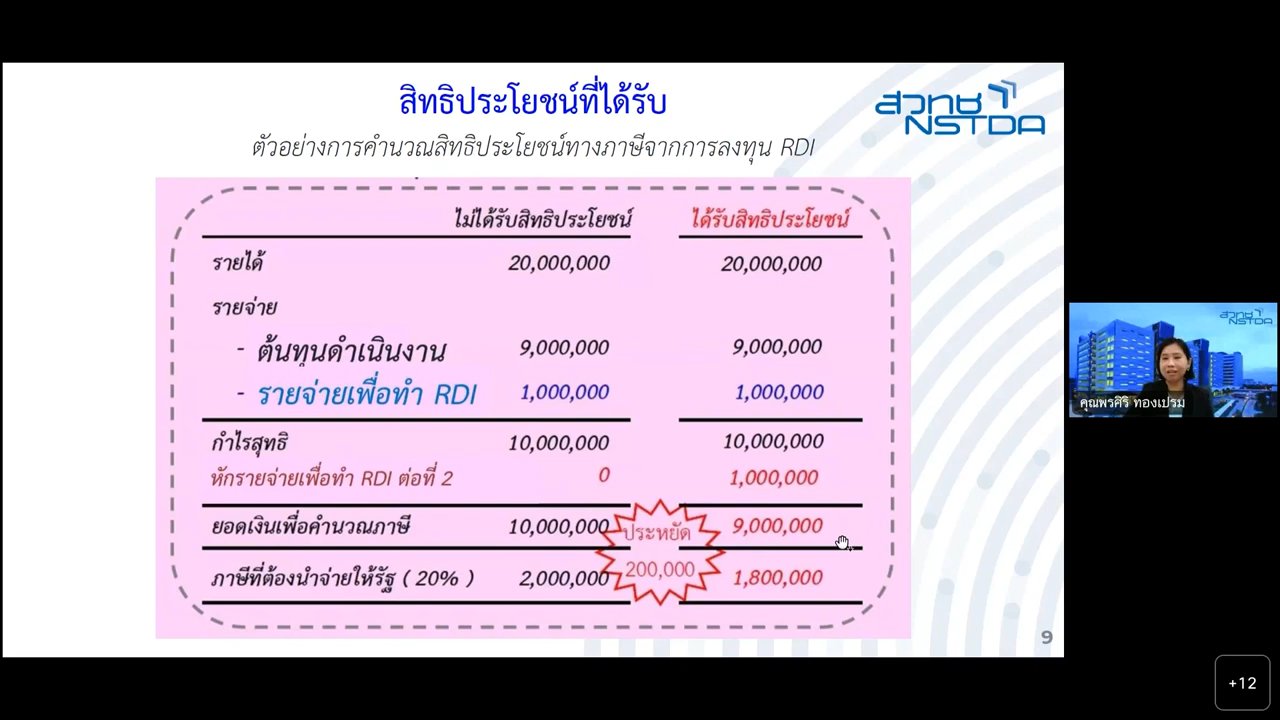 สิทธิประโยชน์ที่ได้รับ
สวทช
NSTDA
ตัวอย่างการคำนวณสิทธิประโยชน์ทางภาษีจากการลงทุน RDI
ไม่ได้รับสิทธิประโยชน์ ได้รับสิทธิประโยชน์
รายได้ 20,000,000 20,000,000
รายจ่าย
- ต้นทุนดำเนินงาน 9,000,000 9,000,000
- รายจ่ายเพื่อทำ RDI 1,000,000 1,000,000
กำไรสุทธิ 10,000,000 10,000,000
หักรายจ่ายเพื่อทำ RDI ต่อที่ 2 0 1,000,000
ยอดเงินเพื่อคำนวณภาษี 10,000,000 9,000,000
ประหยัด
200,000
ภาษีที่ต้องนำจ่ายให้รัฐ ( 20% ) 2,000,000 1,800,000
9
สวทช
NSTDA
คุณพรศิริ ทองเปรม
+12